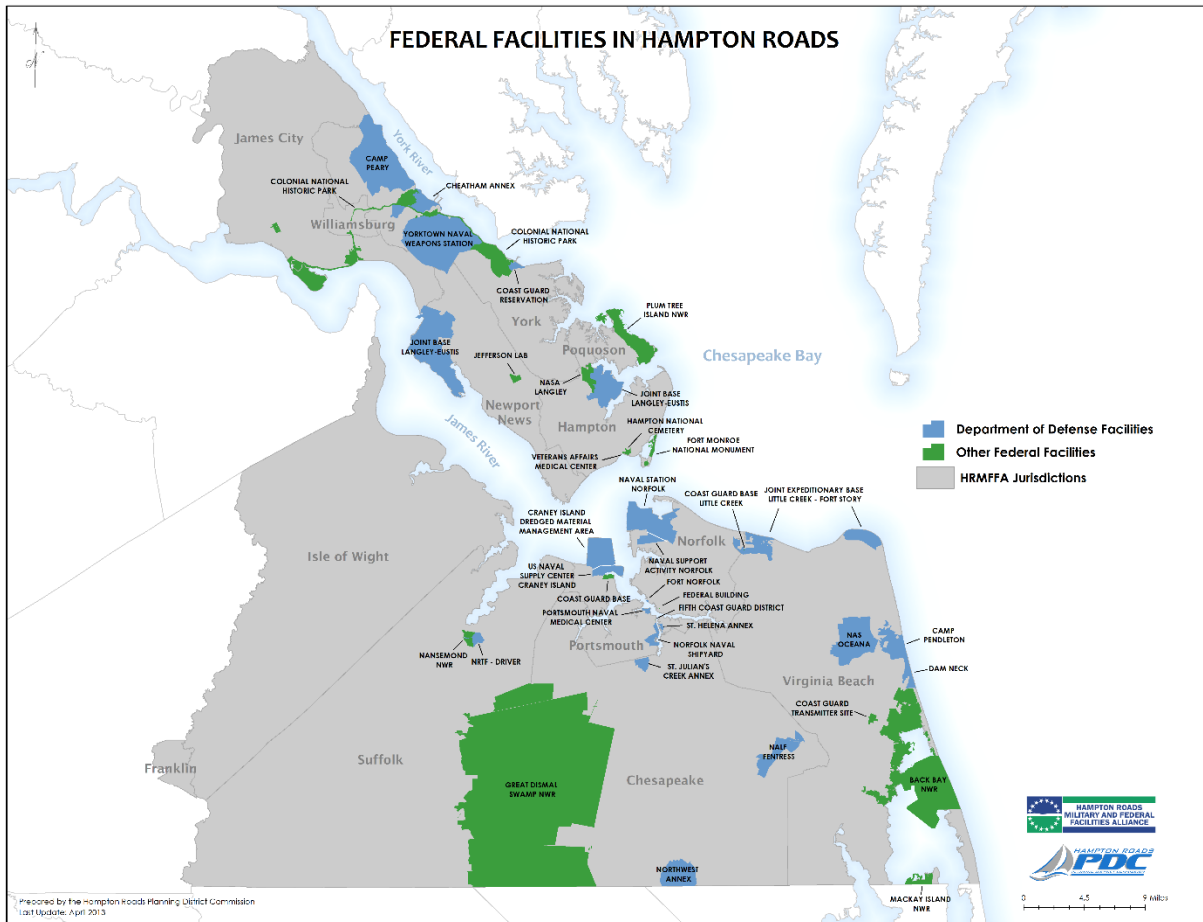 FEDERAL FACILITIES IN HAMPTON ROADS
James City
York River
CAMP
PEARY
COLONIAL NATIONAL
HISTORIC PARK
CHEATHAM ANNEX
Williamsburg
YORKTOWN NAVAL
WEAPONS STATION
COLONIAL NATIONAL
HISTORIC PARK
COAST GUARD
RESERVATION
York
PLUM TREE
ISLAND NWR
JOINT BASE
LANGLEY-EUSTIS
JEFFERSON LAB
Poquoson
Chesapeake Bay
NASA
LANGLEY
JOINT BASE
LANGLEY-EUSTIS
Newport
News
Hampton
HAMPTON NATIONAL
CEMETERY
James River
FORT MONROE
NATIONAL MONUMENT
VETERANS AFFAIRS
MEDICAL CENTER
Department of Defense Facilities
Other Federal Facilities
HRMFFA Jurisdictions
NAVAL STATION
NORFOLK
COAST GUARD BASE
LITTLE CREEK
JOINT EXPEDITIONARY BASE
LITTLE CREEK - FORT STORY
CRANEY ISLAND
DREDGED MATERIAL
MANAGEMENT AREA
Isle of Wight
Norfolk
NAVAL SUPPORT
ACTIVITY NORFOLK
US NAVAL
SUPPLY CENTER
CRANEY ISLAND
COAST GUARD BASE
FORT NORFOLK
FEDERAL BUILDING
PORTSMOUTH NAVAL
MEDICAL CENTER
FIFTH COAST GUARD DISTRICT
ST. HELENA ANNEX
Portsmouth
NORFOLK NAVAL
SHIPYARD
NANSEMOND
NWR
NRTF - DRIVER
ST. JULIAN'S
CREEK ANNEX
NAS
OCEANA
CAMP
PENDLETON
DAM NECK
Virginia Beach
COAST GUARD
TRANSMITTER SITE
NALF
FENTRESS
Suffolk
Franklin
Chesapeake
GREAT DISMAL
SWAMP NWR
BACK BAY
NWR
NORTHWEST
ANNEX
MACKAY ISLAND
NWR
HAMPTON ROADS
MILITARY AND FEDERAL
FACILITIES ALLIANCE
HAMPTON ROADS
PDC
0 4.5 9 Miles
Prepared by the Hampton Roads Planning District Commission
Last Update: April 2013